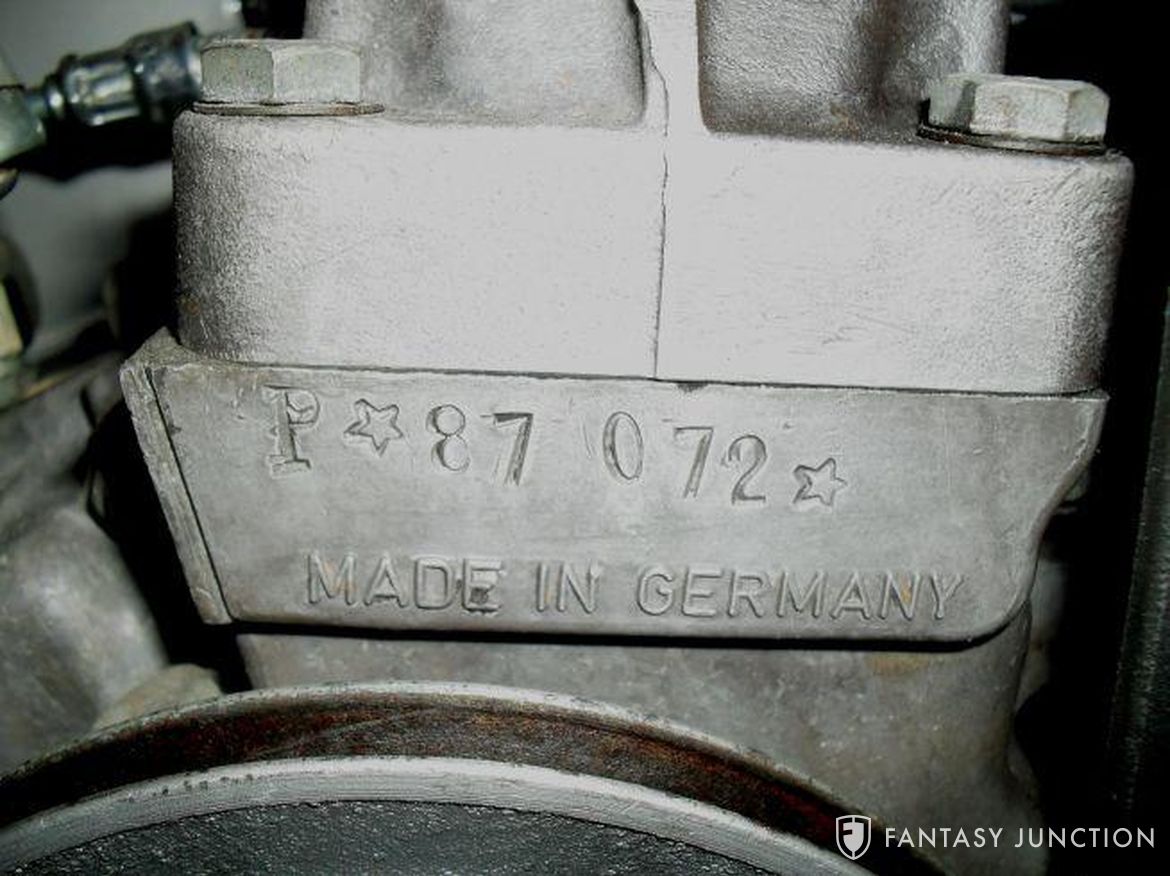 P☆87 072☆
MADE IN GERMANY
FANTASY JUNCTION